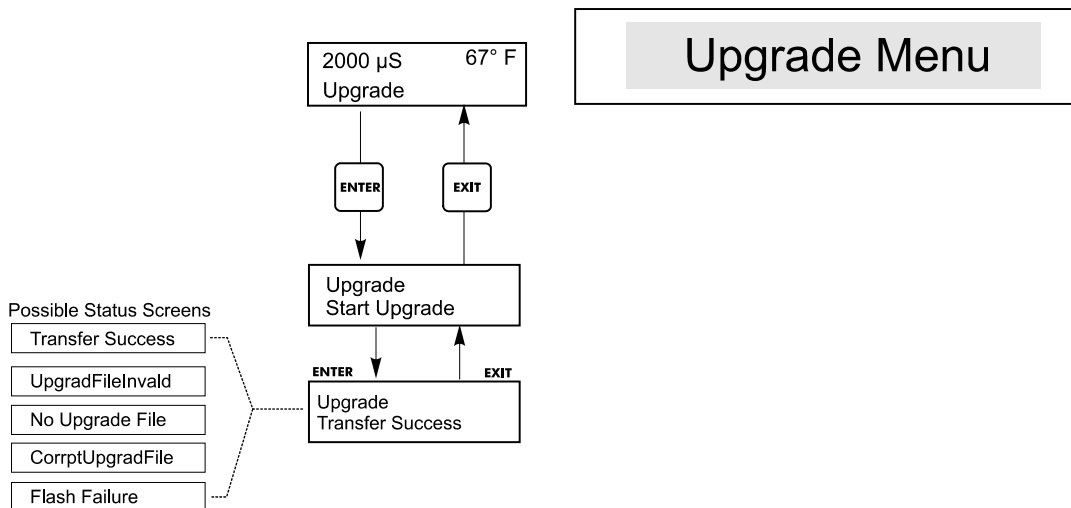 Upgrade Menu
2000 µS 67° F
Upgrade
ENTER EXIT
Upgrade
Start Upgrade
ENTER EXIT
Upgrade
Transfer Success
Possible Status Screens
Transfer Success
UpgradFileInvald
No Upgrade File
CorrptUpgradFile
Flash Failure